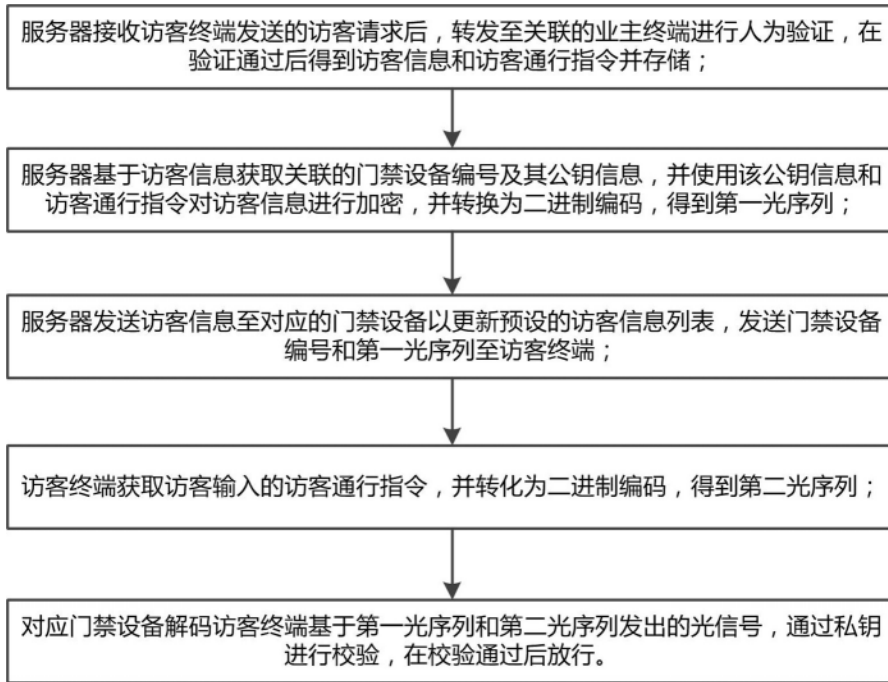 服务器接收访客终端发送的访客请求后，转发至关联的业主终端进行人为验证，在
验证通过后得到访客信息和访客通行指令并存储；
服务器基于访客信息获取关联的门禁设备编号及其公钥信息，并使用该公钥信息和
访客通行指令对访客信息进行加密，并转换为二进制编码，得到第一光序列；
服务器发送访客信息至对应的门禁设备以更新预设的访客信息列表，发送门禁设备
编号和第一光序列至访客终端；
访客终端获取访客输入的访客通行指令，并转化为二进制编码，得到第二光序列；
对应门禁设备解码访客终端基于第一光序列和第二光序列发出的光信号，通过私钥
进行校验，在校验通过后放行。